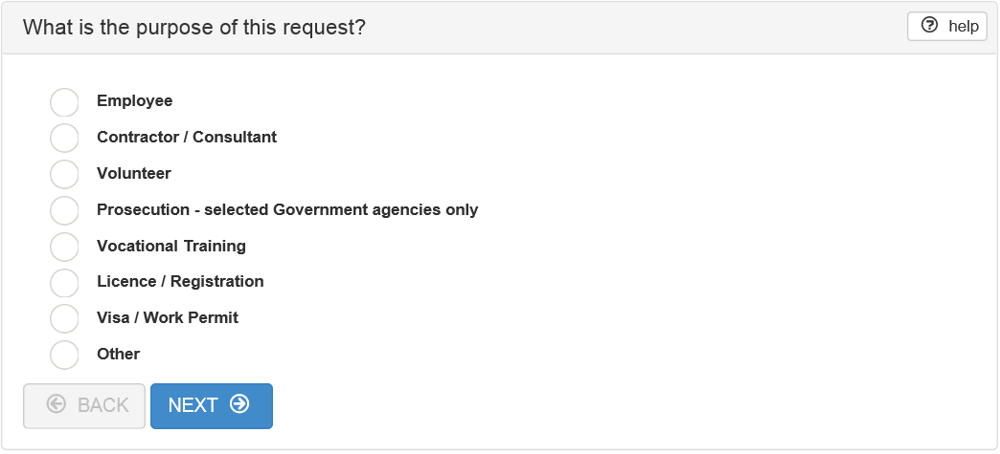 What is the purpose of this request?
help
Employee
Contractor / Consultant
Volunteer
Prosecution - selected Government agencies only
Vocational Training
Licence / Registration
Visa / Work Permit
Other
BACK
NEXT